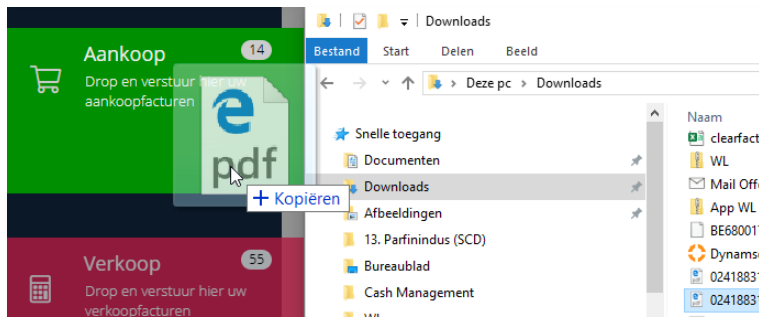 Aankoop 14
Drop en verstuur hier uw
aankoopfacturen
pdf
Kopiëren
Verkoop 55
Drop en verstuur hier uw
verkoopfacturen
Downloads
Bestand Start Delen Beeld
Deze pc > Downloads
Snelle toegang
Documenten
Downloads
Afbeeldingen
13. Parfinindus (SCD)
Bureaublad
Cash Management
WL
Naam
clearfact
WL
Mail Off
App WL
BE68001
Dynams
02418831
02418831